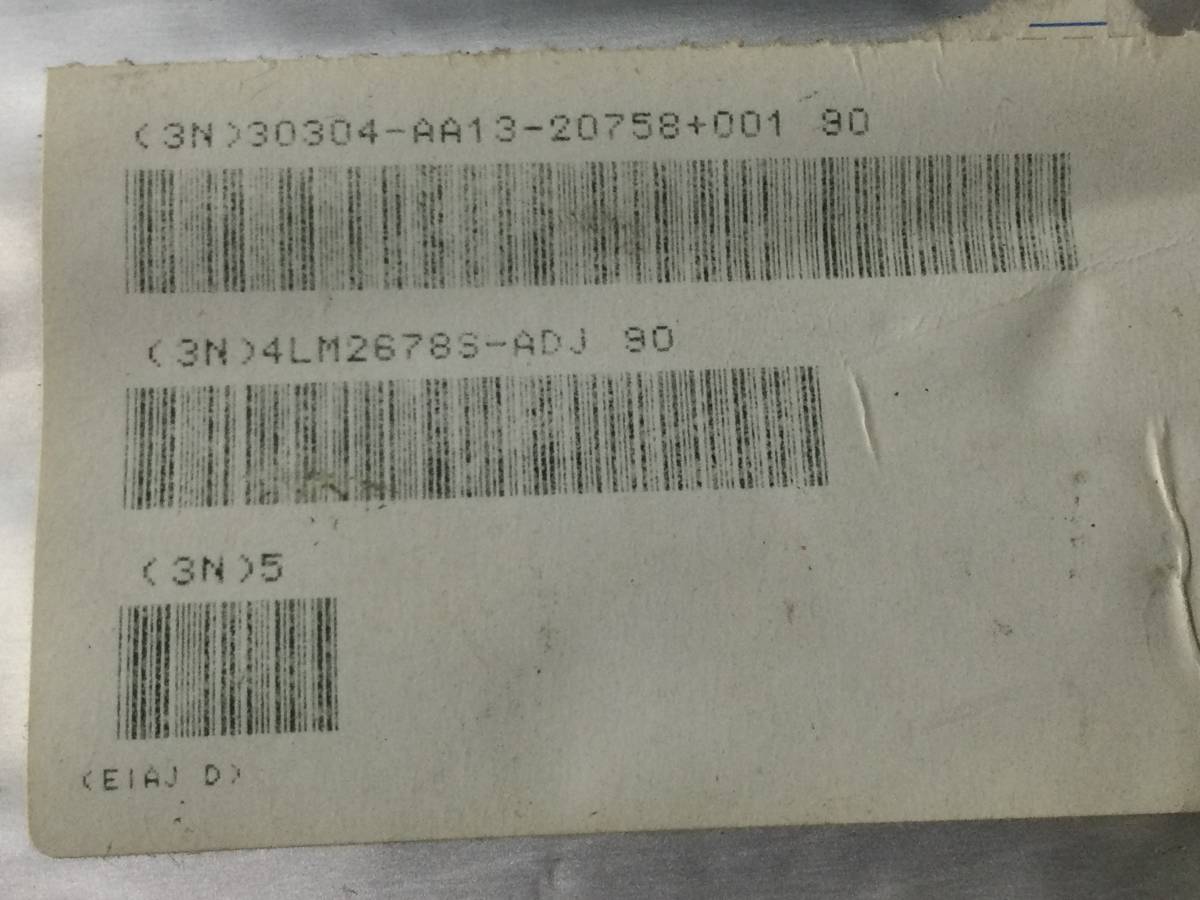 (3N)30304-AA13-20758+001 90
(3N)4LM2678S-ADJ 90
(3N)5
(EIAJ D)